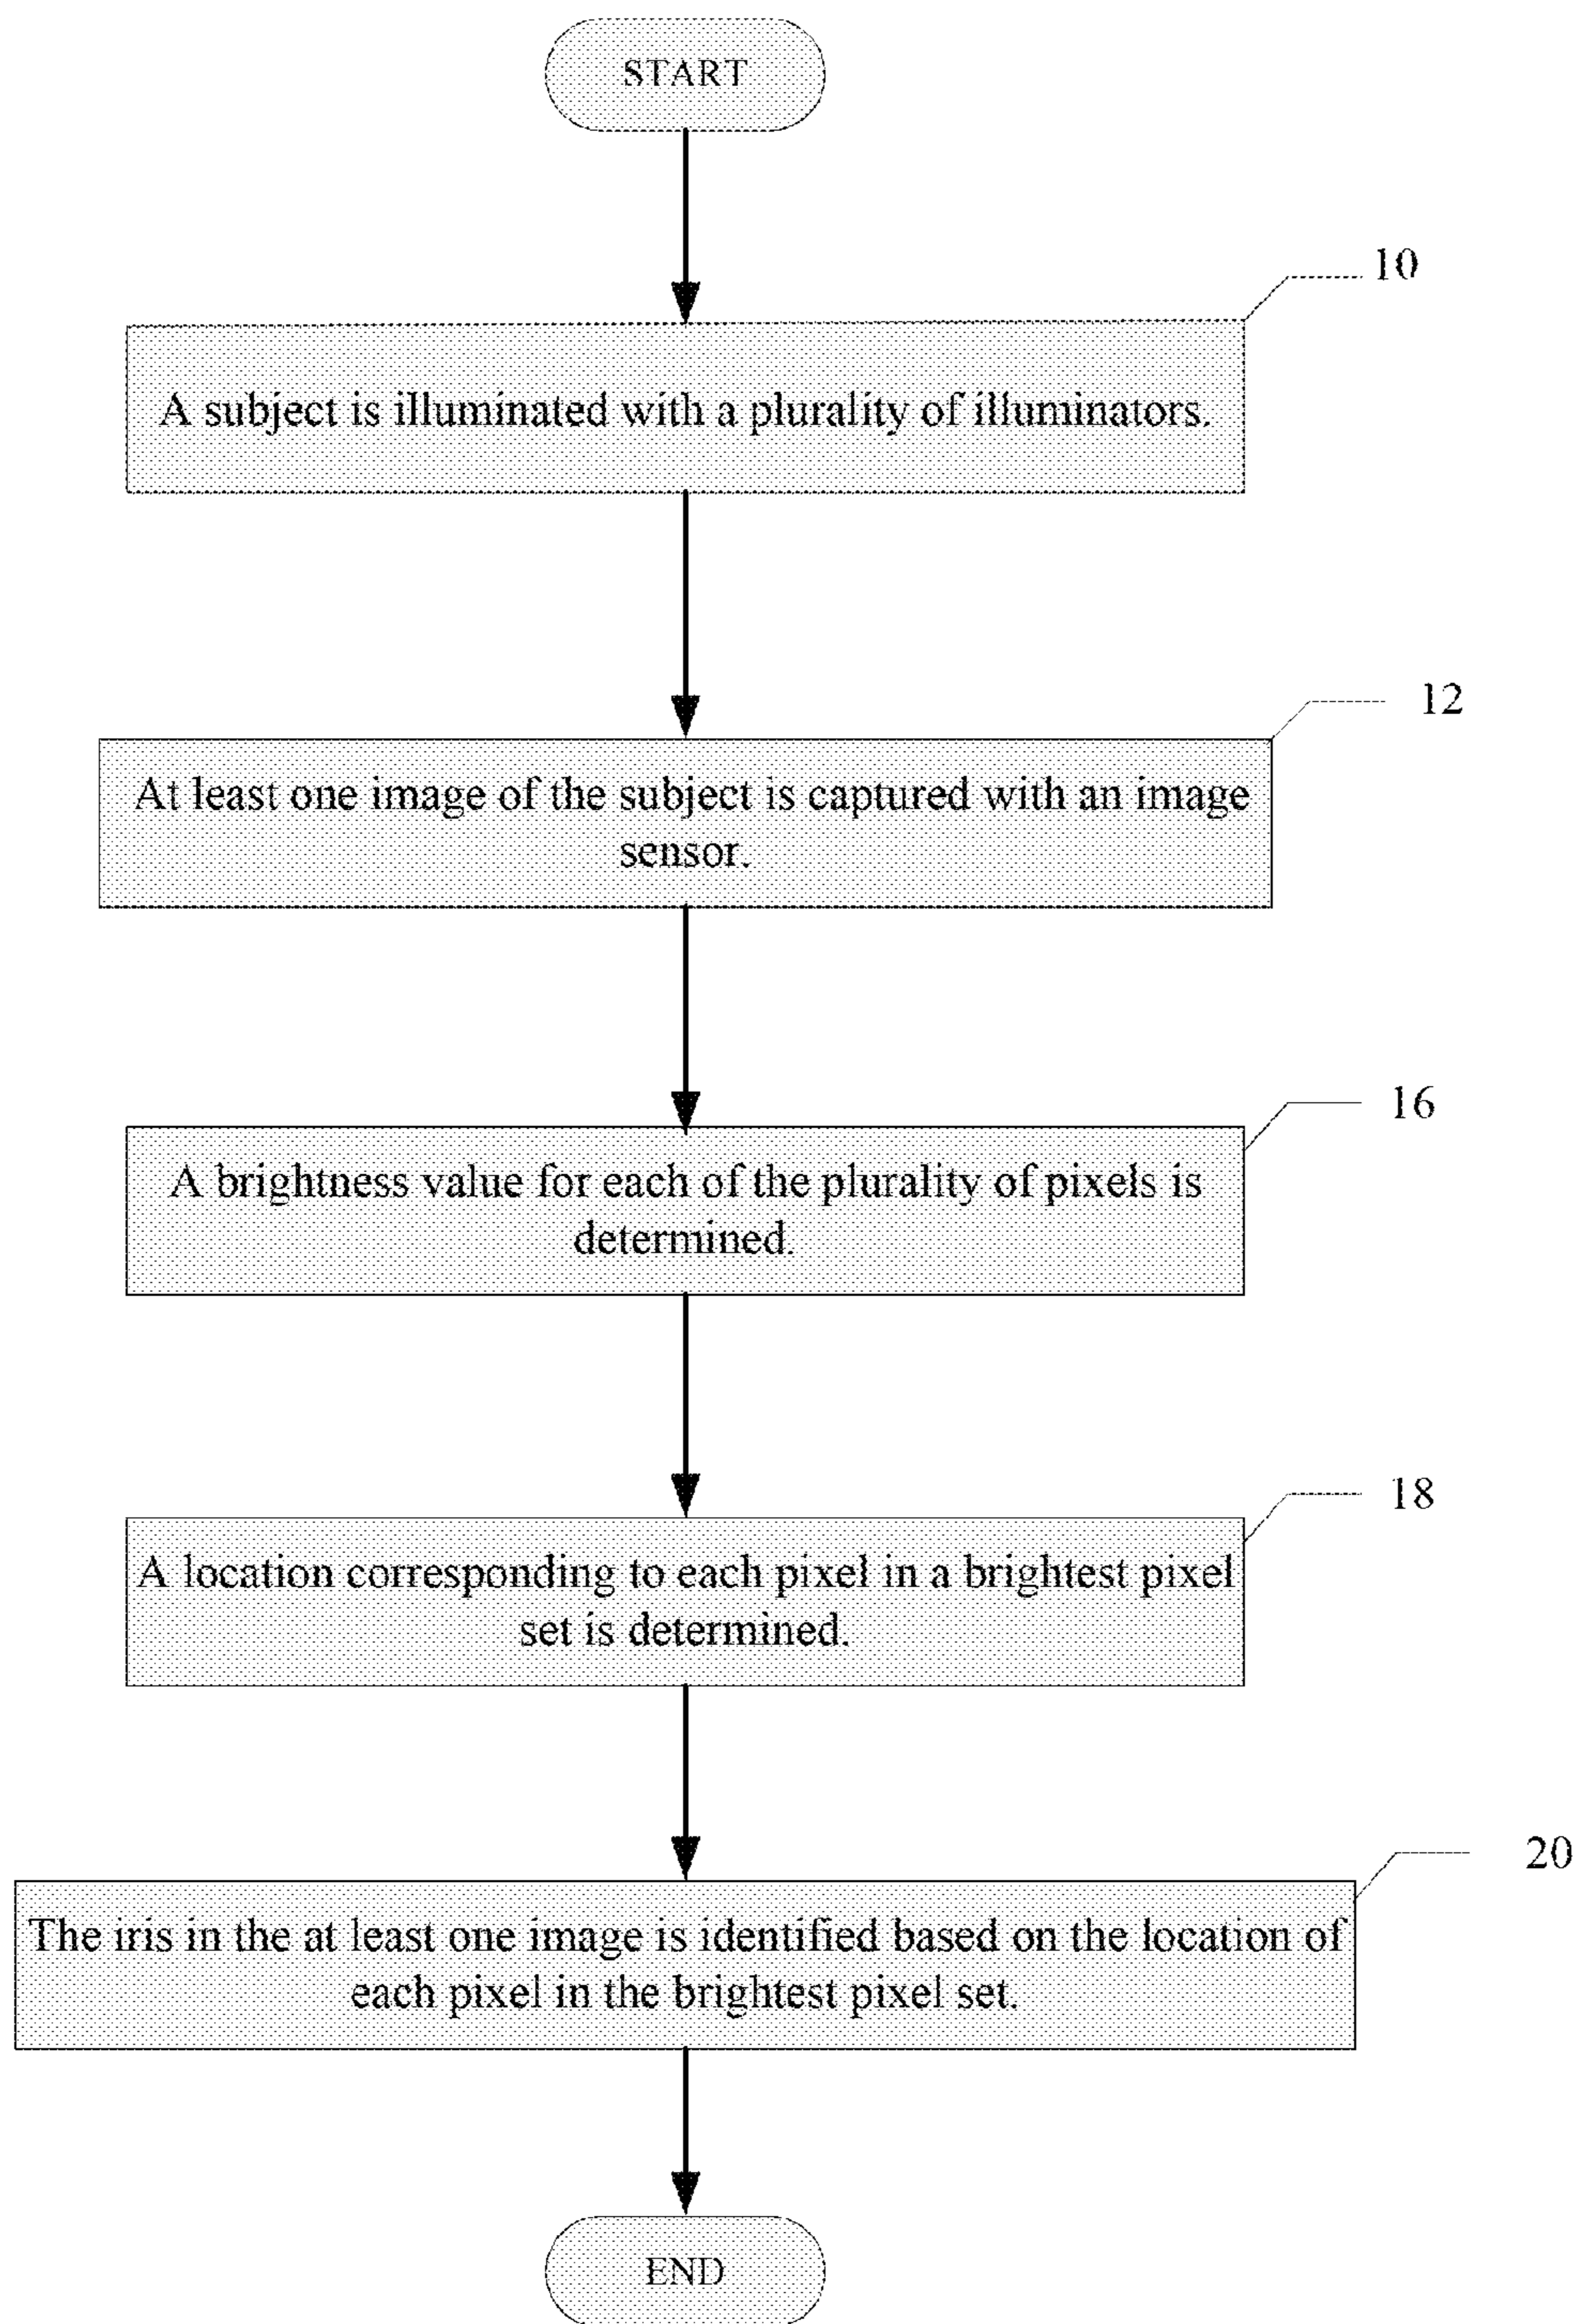 START
10
A subject is illuminated with a plurality of illuminators.
12
At least one image of the subject is captured with an image
sensor.
16
A brightness value for each of the plurality of pixels is
determined.
18
A location corresponding to each pixel in a brightest pixel
set is determined.
20
The iris in the at least one image is identified based on the location of
each pixel in the brightest pixel set.
END